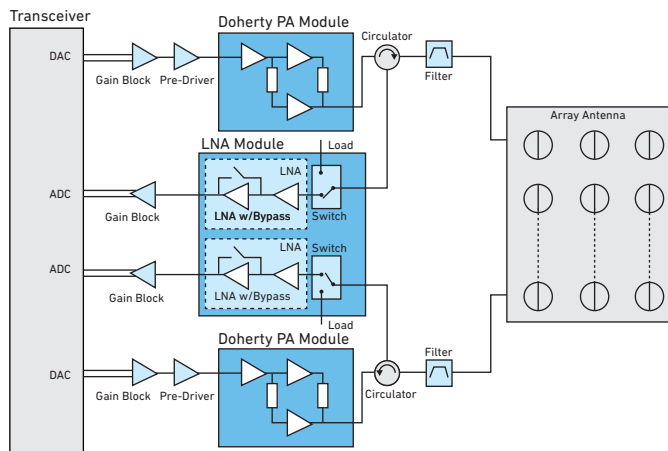 Transceiver
Doherty PA Module
Circulator
DAC
Gain Block
Pre-Driver
Filter
Array Antenna
LNA Module
Load
LNA
ADC
LNA w/Bypass
Switch
Gain Block
LNA
Switch
ADC
LNA w/Bypass
Gain Block
Load
Doherty PA Module
Filter
DAC
Gain Block
Pre-Driver
Circulator